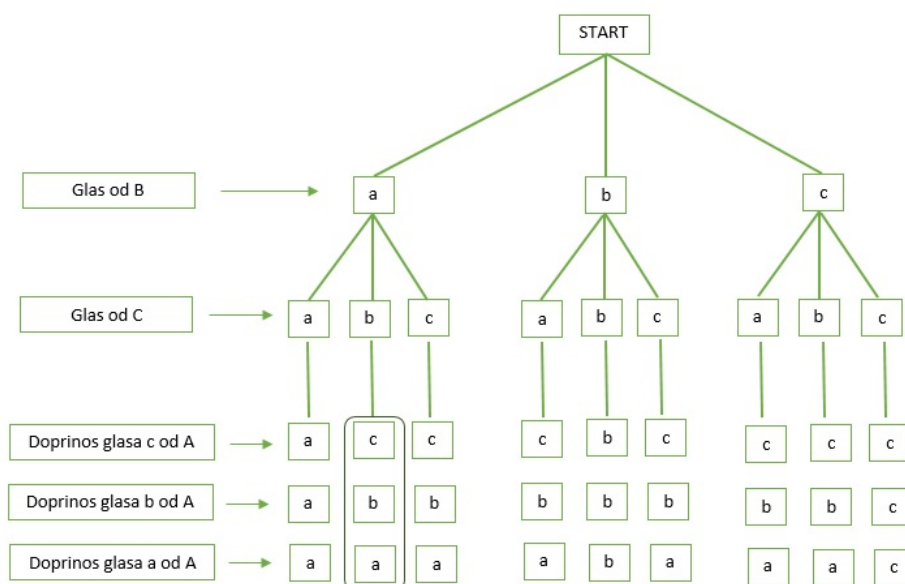 START
Glas od B
a b c
Glas od C
a b c a b c a b c
Doprinos glasa c od A
a c c c b c c c c
Doprinos glasa b od A
a b b b b b b b c
Doprinos glasa a od A
a a a a b a a a c